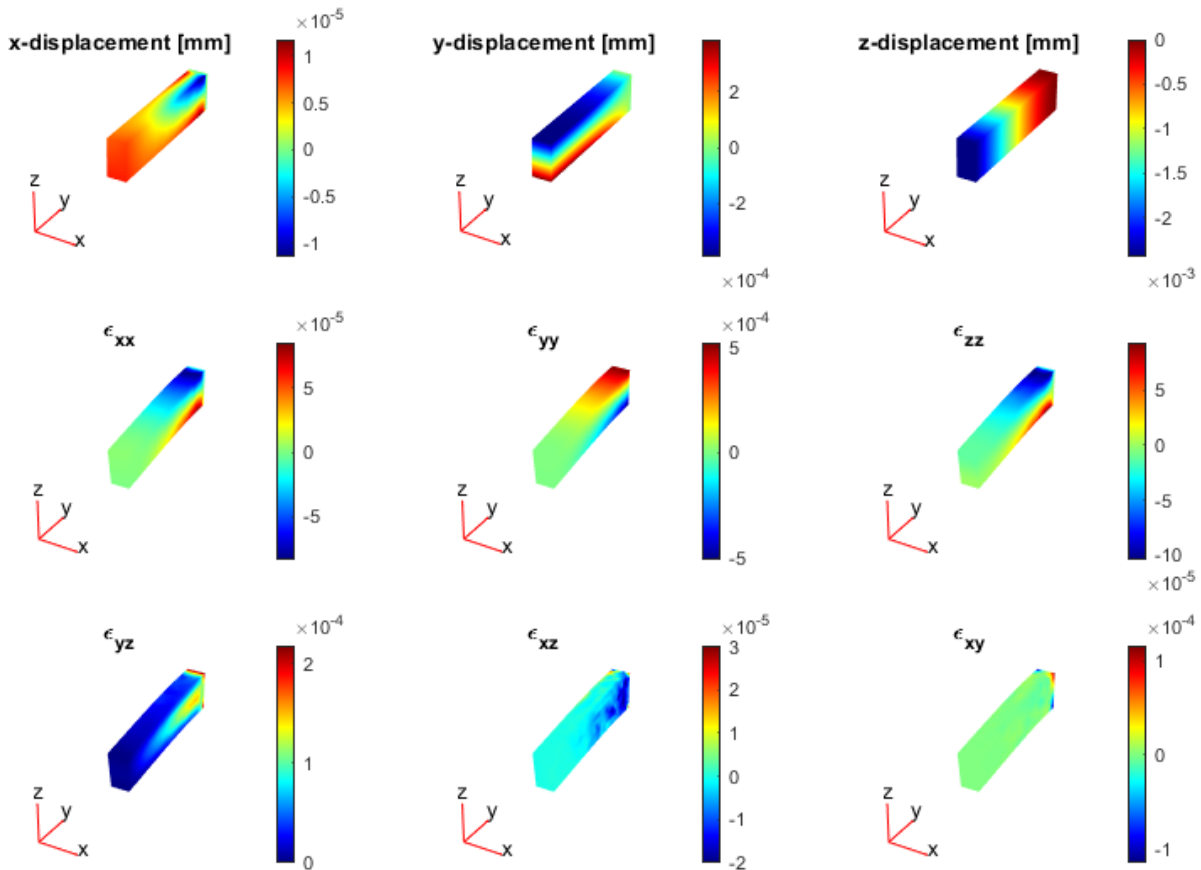 x-displacement [mm]
×10-5
1
0.5
0
-0.5
-1
z
y
x
y-displacement [mm]
2
0
-2
×10-4
z
y
x
z-displacement [mm]
0
-0.5
-1
-1.5
-2
×10-3
z
y
x
ϵxx
×10-5
5
0
-5
z
y
x
ϵyy
×10-4
5
0
-5
z
y
x
ϵzz
5
0
-5
-10
×10-5
z
y
x
ϵyz
×10-4
2
1
0
z
y
x
ϵxz
×10-5
3
2
1
0
-1
-2
z
y
x
ϵxy
×10-4
1
0
-1
z
y
x